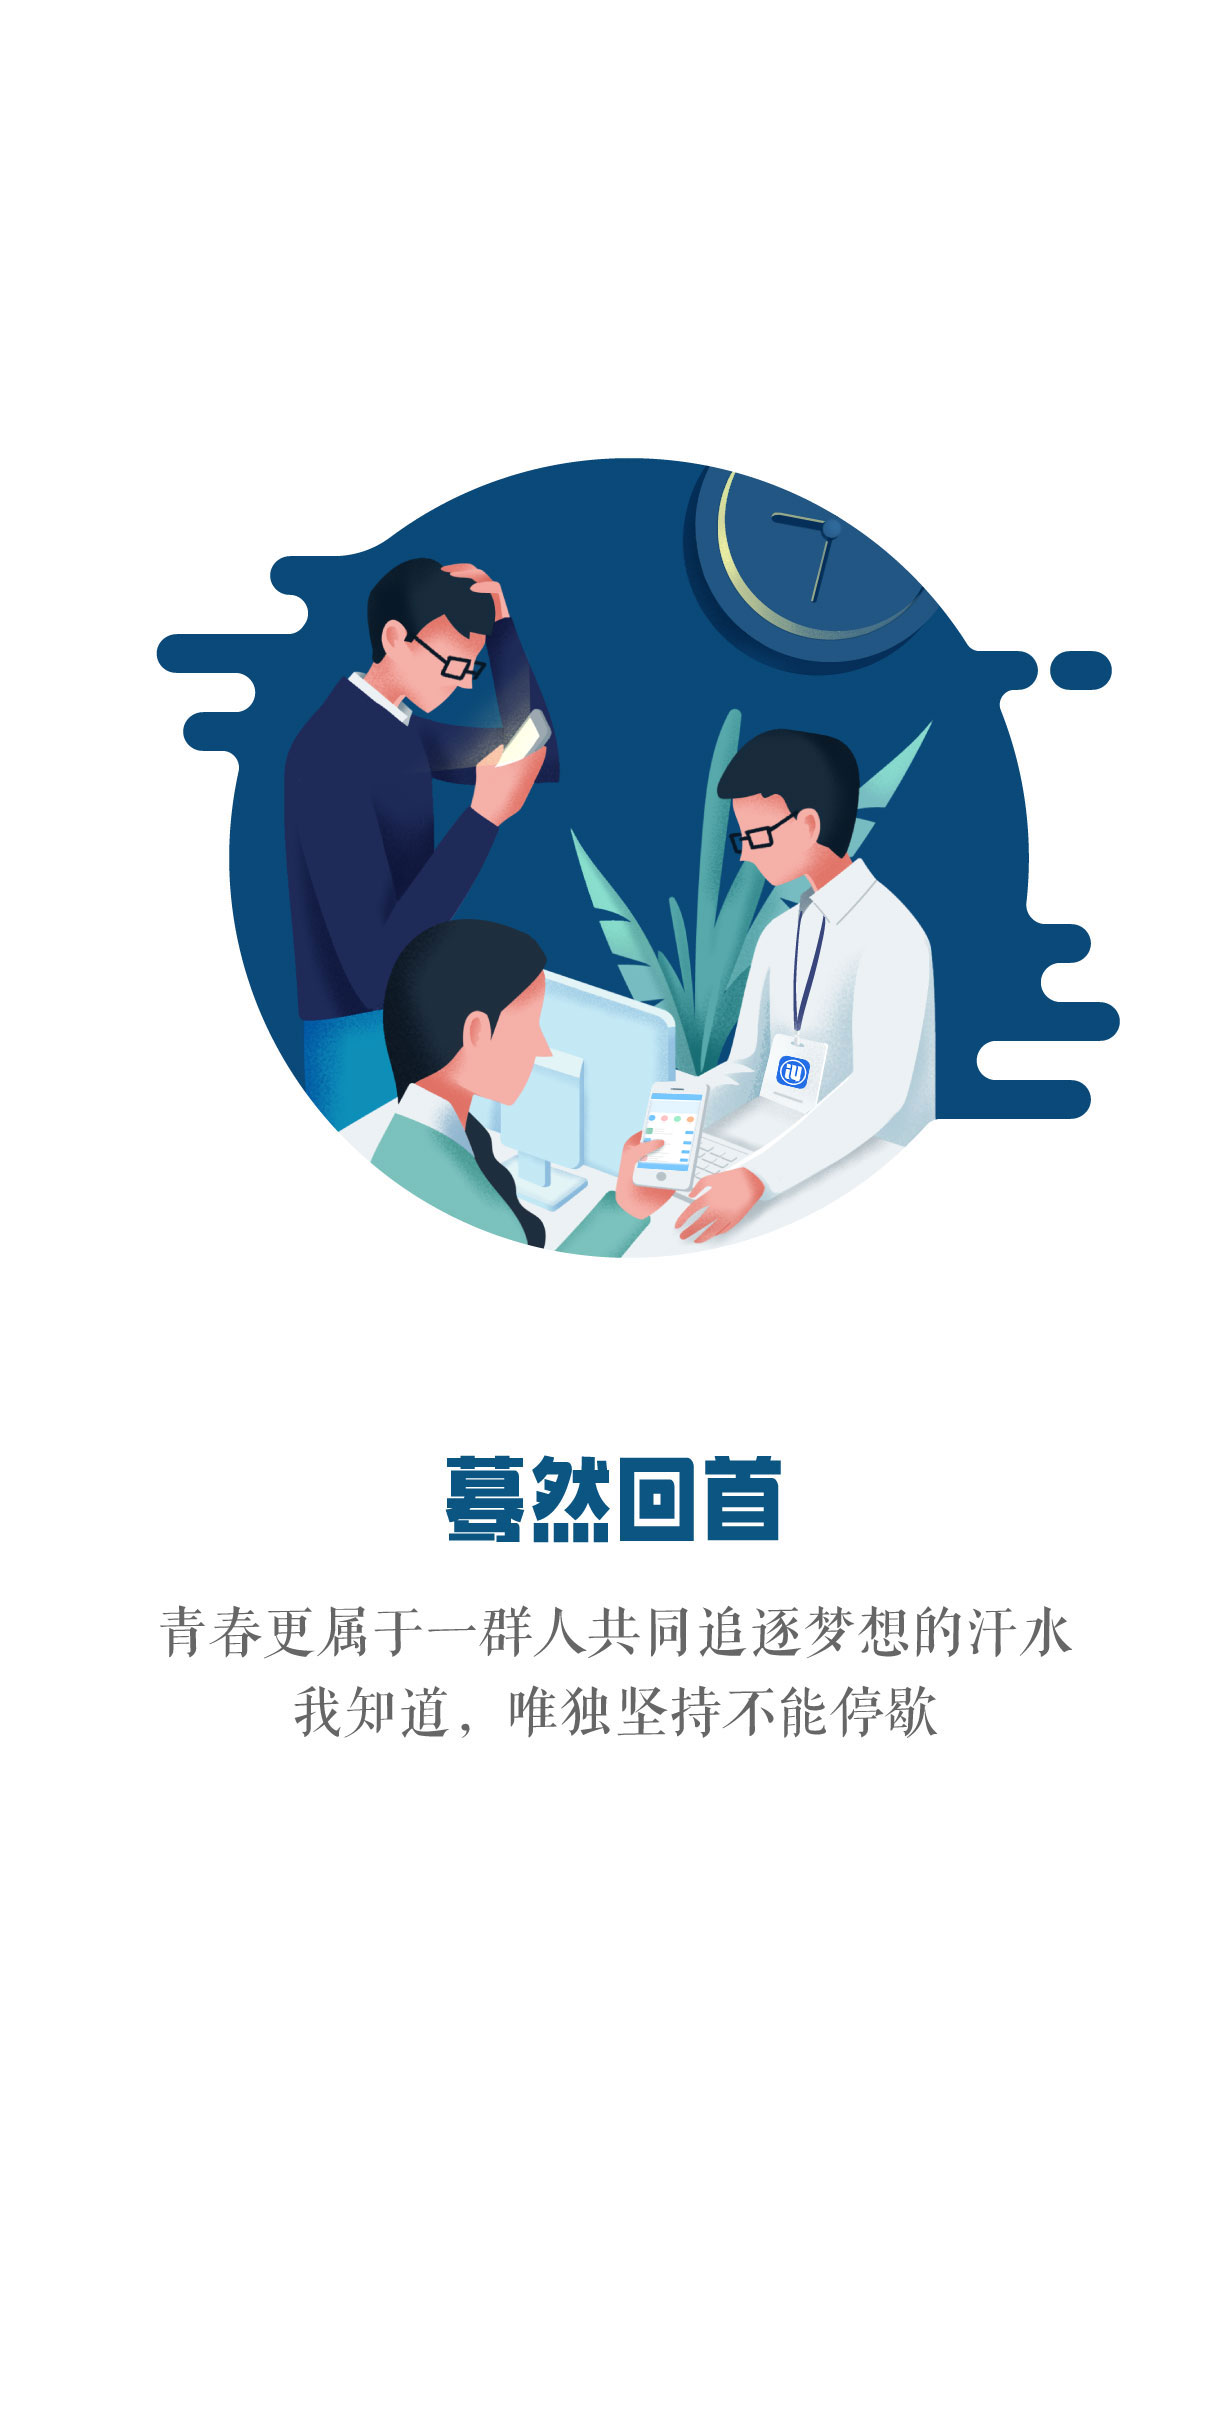 蓦然回首
青春更属于一群人共同追逐梦想的汗水
我知道，唯独坚持不能停歇